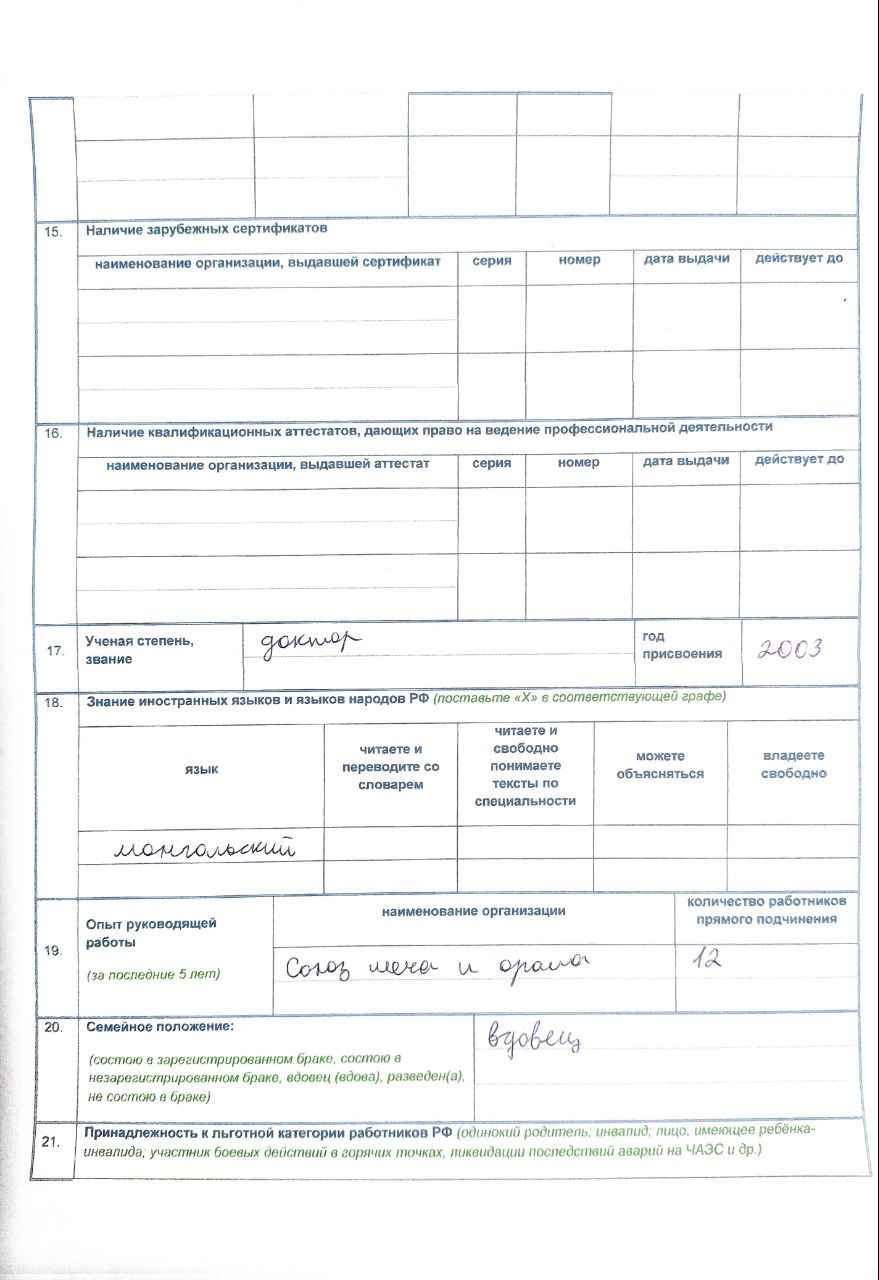 15. Наличие зарубежных сертификатов
наименование организации, выдавшей сертификат серия номер дата выдачи действует до
16. Наличие квалификационных аттестатов, дающих право на ведение профессиональной деятельности
наименование организации, выдавшей аттестат серия номер дата выдачи действует до
17. Ученая степень, звание
доктор
год присвоения
2003
18. Знание иностранных языков и языков народов РФ (поставьте «Х» в соответствующей графе)
язык
читаете и
переводите со
словарем
читаете и
свободно
понимаете
тексты по
специальности
можете
объясняться
владеете
свободно
монгольский
19. Опыт руководящей
работы
(за последние 5 лет)
наименование организации
количество работников
прямого подчинения
Союз меча и орала
12
20. Семейное положение:
(состою в зарегистрированном браке, состою в
незарегистрированном браке, вдовец (вдова), разведен(а),
не состою в браке)
вдовец
21. Принадлежность к льготной категории работников РФ (одинокий родитель; инвалид; лицо, имеющее ребёнка-
инвалида; участник боевых действий в горячих точках, ликвидации последствий аварий на ЧАЭС и др.)